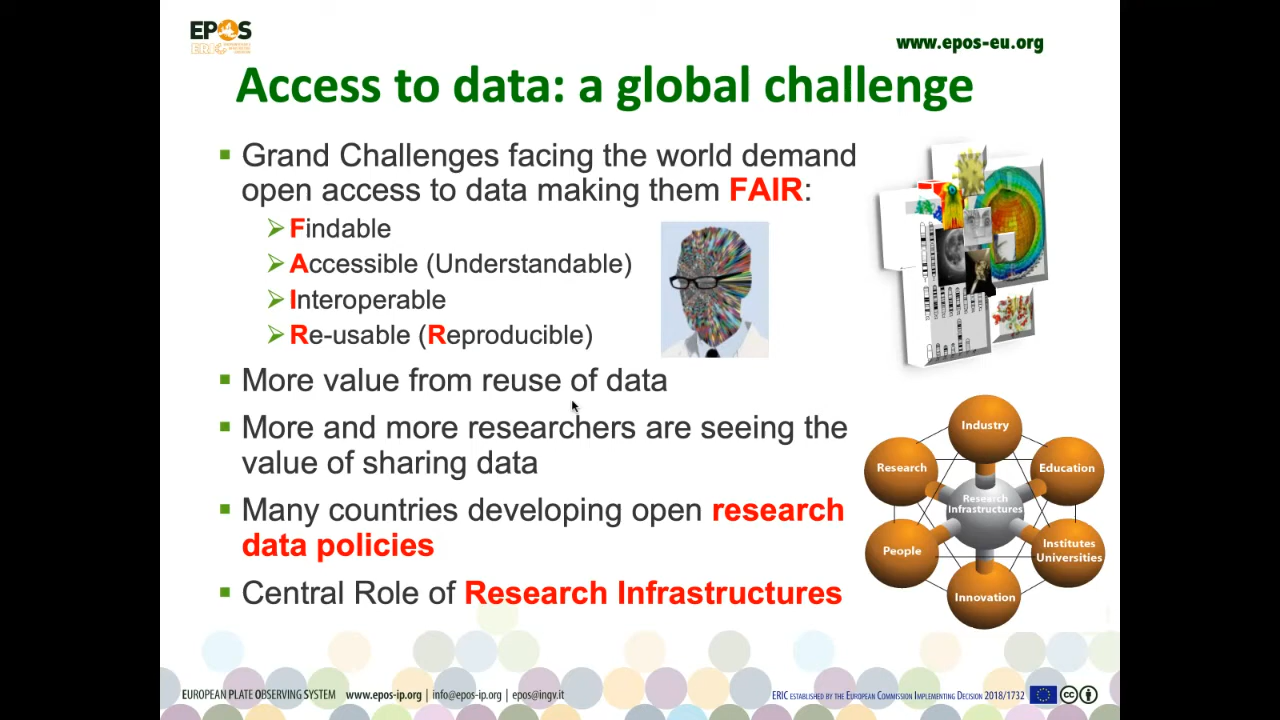 EPOS
ERIC
www.epos-eu.org
Access to data: a global challenge
Grand Challenges facing the world demand
open access to data making them FAIR:
Findable
Accessible (Understandable)
Interoperable
Re-usable (Reproducible)
More value from reuse of data
More and more researchers are seeing the
value of sharing data
Many countries developing open research
data policies
Central Role of Research Infrastructures
Industry
Research
Education
Research
Infrastructures
People
Institutes
Universities
Innovation
EUROPEAN PLATE OBSERVING SYSTEM www.epos-ip.org | info@epos-ip.org | epos@ingv.it
ERIC ESTABLISHED BY THE EUROPEAN COMMISSION IMPLEMENTING DECISION 2018/1732
cc